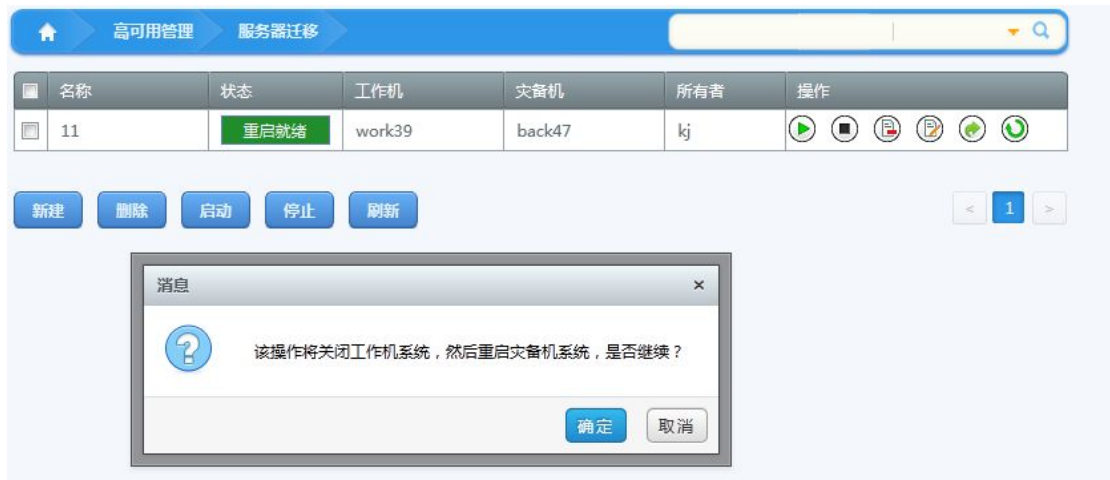 高可用管理 服务器迁移
名称 状态 工作机 灾备机 所有者 操作
11 重启就绪 work39 back47 kj
新建 删除 启动 停止 刷新 < 1 >
消息 ×
该操作将关闭工作机系统，然后重启灾备机系统，是否继续？
确定 取消